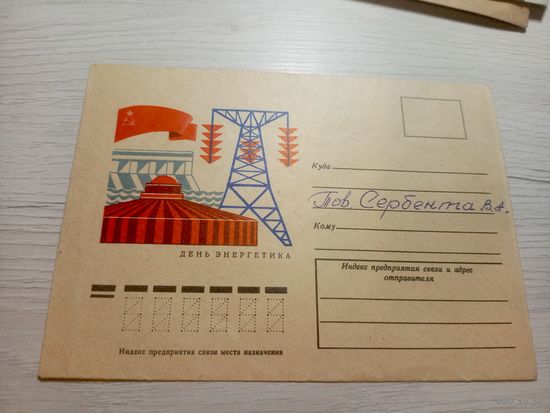 Куда
Тов. Сербента В.А.
Кому
ДЕНЬ ЭНЕРГЕТИКА
Индекс предприятия связи и адрес
отправителя
Индекс предприятия связи места назначения